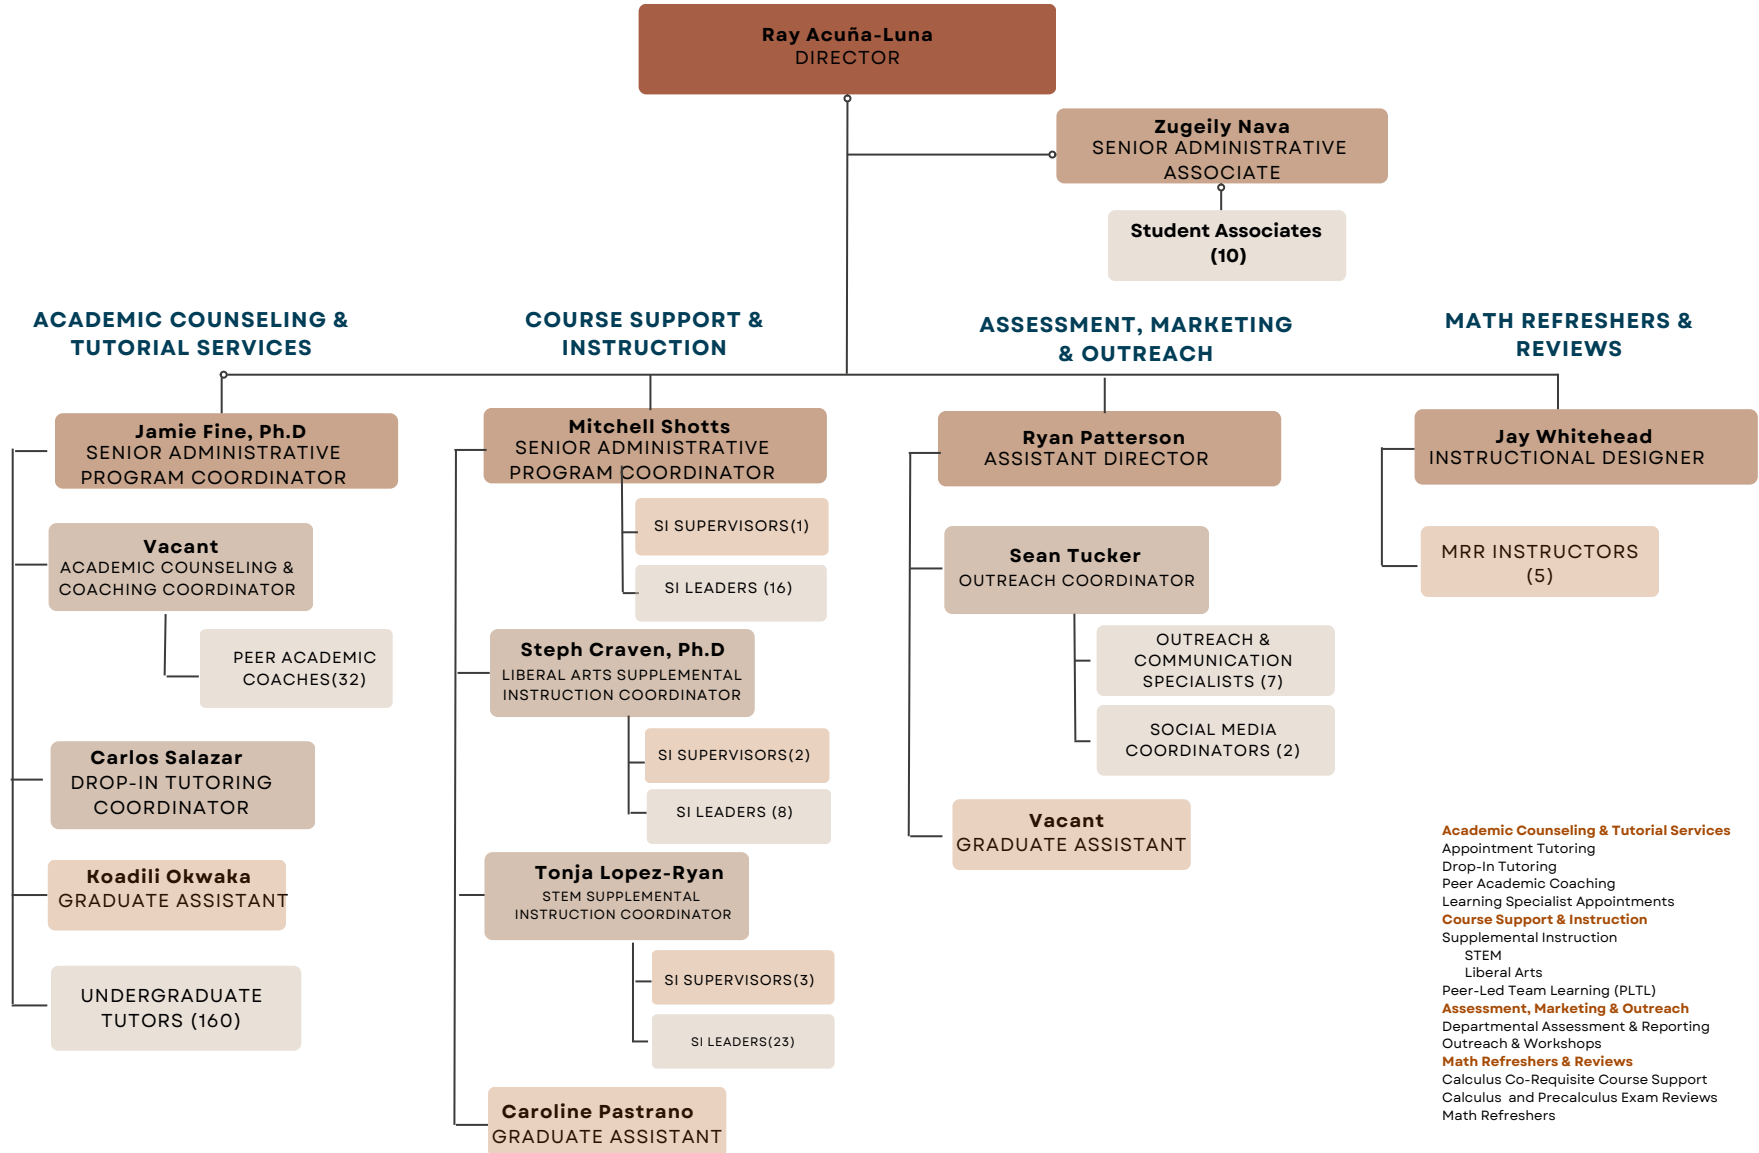 Ray Acuña-Luna
DIRECTOR
Zugeily Nava
SENIOR ADMINISTRATIVE
ASSOCIATE
Student Associates
(10)
ACADEMIC COUNSELING &
TUTORIAL SERVICES
Jamie Fine, Ph.D
SENIOR ADMINISTRATIVE
PROGRAM COORDINATOR
Vacant
ACADEMIC COUNSELING &
COACHING COORDINATOR
PEER ACADEMIC
COACHES(32)
Carlos Salazar
DROP-IN TUTORING
COORDINATOR
Koadili Okwaka
GRADUATE ASSISTANT
UNDERGRADUATE
TUTORS (160)
COURSE SUPPORT &
INSTRUCTION
Mitchell Shotts
SENIOR ADMINISTRATIVE
PROGRAM COORDINATOR
SI SUPERVISORS(1)
SI LEADERS (16)
Steph Craven, Ph.D
LIBERAL ARTS SUPPLEMENTAL
INSTRUCTION COORDINATOR
SI SUPERVISORS(2)
SI LEADERS (8)
Tonja Lopez-Ryan
STEM SUPPLEMENTAL
INSTRUCTION COORDINATOR
SI SUPERVISORS(3)
SI LEADERS(23)
Caroline Pastrano
GRADUATE ASSISTANT
ASSESSMENT, MARKETING
& OUTREACH
Ryan Patterson
ASSISTANT DIRECTOR
Sean Tucker
OUTREACH COORDINATOR
OUTREACH &
COMMUNICATION
SPECIALISTS (7)
SOCIAL MEDIA
COORDINATORS (2)
Vacant
GRADUATE ASSISTANT
MATH REFRESHERS &
REVIEWS
Jay Whitehead
INSTRUCTIONAL DESIGNER
MRR INSTRUCTORS
(5)
Academic Counseling & Tutorial Services
Appointment Tutoring
Drop-In Tutoring
Peer Academic Coaching
Learning Specialist Appointments
Course Support & Instruction
Supplemental Instruction
STEM
Liberal Arts
Peer-Led Team Learning (PLTL)
Assessment, Marketing & Outreach
Departmental Assessment & Reporting
Outreach & Workshops
Math Refreshers & Reviews
Calculus Co-Requisite Course Support
Calculus and Precalculus Exam Reviews
Math Refreshers